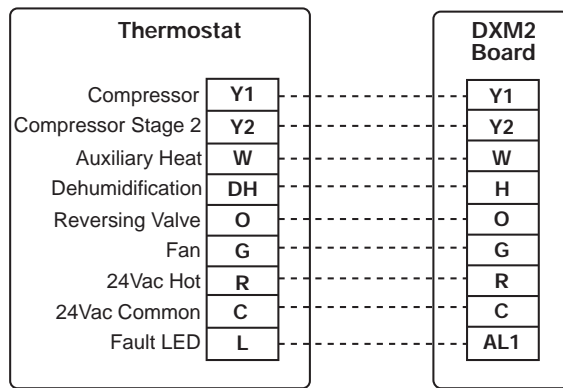 Thermostat
DXM2
Board
Compressor Y1 Y1
Compressor Stage 2 Y2 Y2
Auxiliary Heat W W
Dehumidification DH H
Reversing Valve O O
Fan G G
24Vac Hot R R
24Vac Common C C
Fault LED L AL1